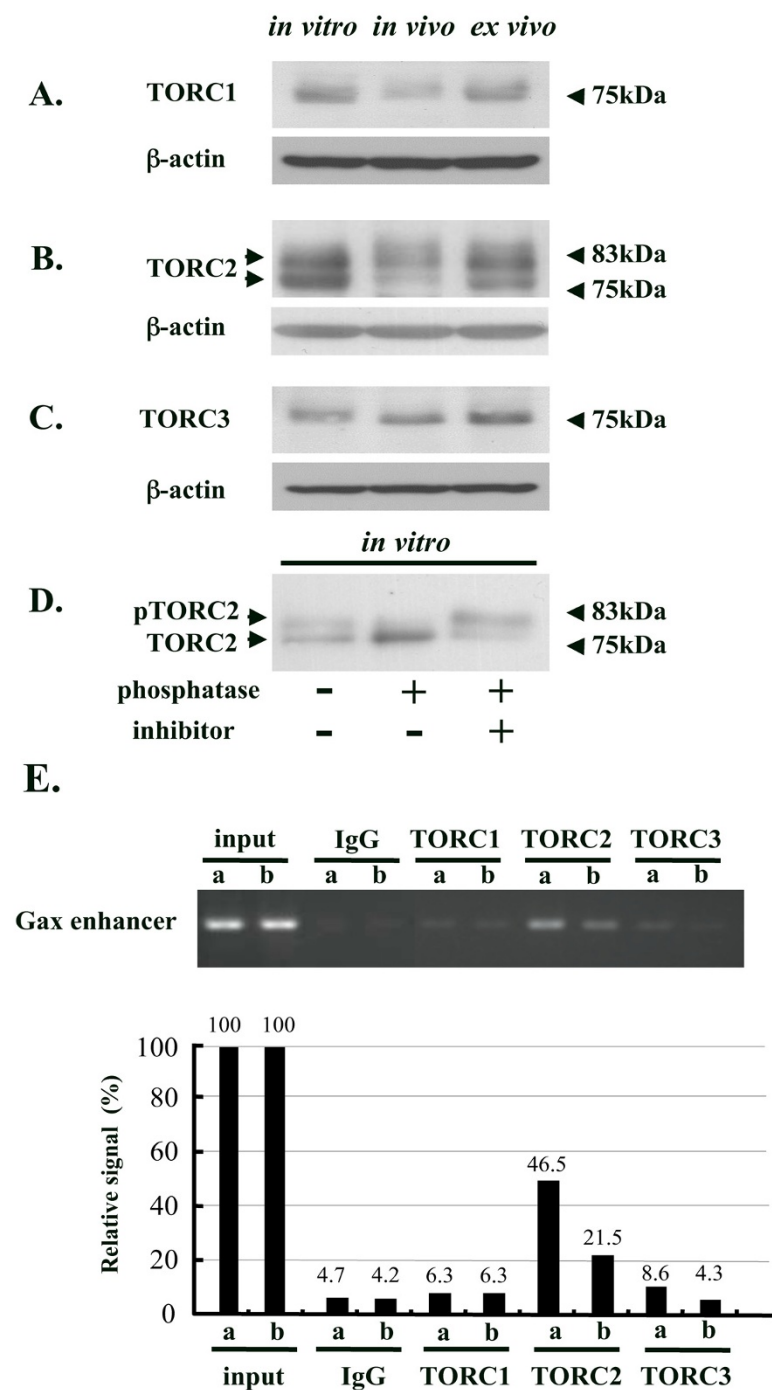 in vitro in vivo ex vivo
A. TORC1 ◄ 75kDa
β-actin
B. TORC2 ◄ 83kDa
◄ 75kDa
β-actin
C. TORC3 ◄ 75kDa
β-actin
in vitro
D. pTORC2 ◄ 83kDa
TORC2 ◄ 75kDa
phosphatase - + +
inhibitor - - +
E.
input IgG TORC1 TORC2 TORC3
a b a b a b a b a b
Gax enhancer
100 100
100
80
60
46.5
40
21.5
20
4.7 4.2 6.3 6.3 8.6 4.3
0
Relative signal (%)
a b a b a b a b a b
input IgG TORC1 TORC2 TORC3